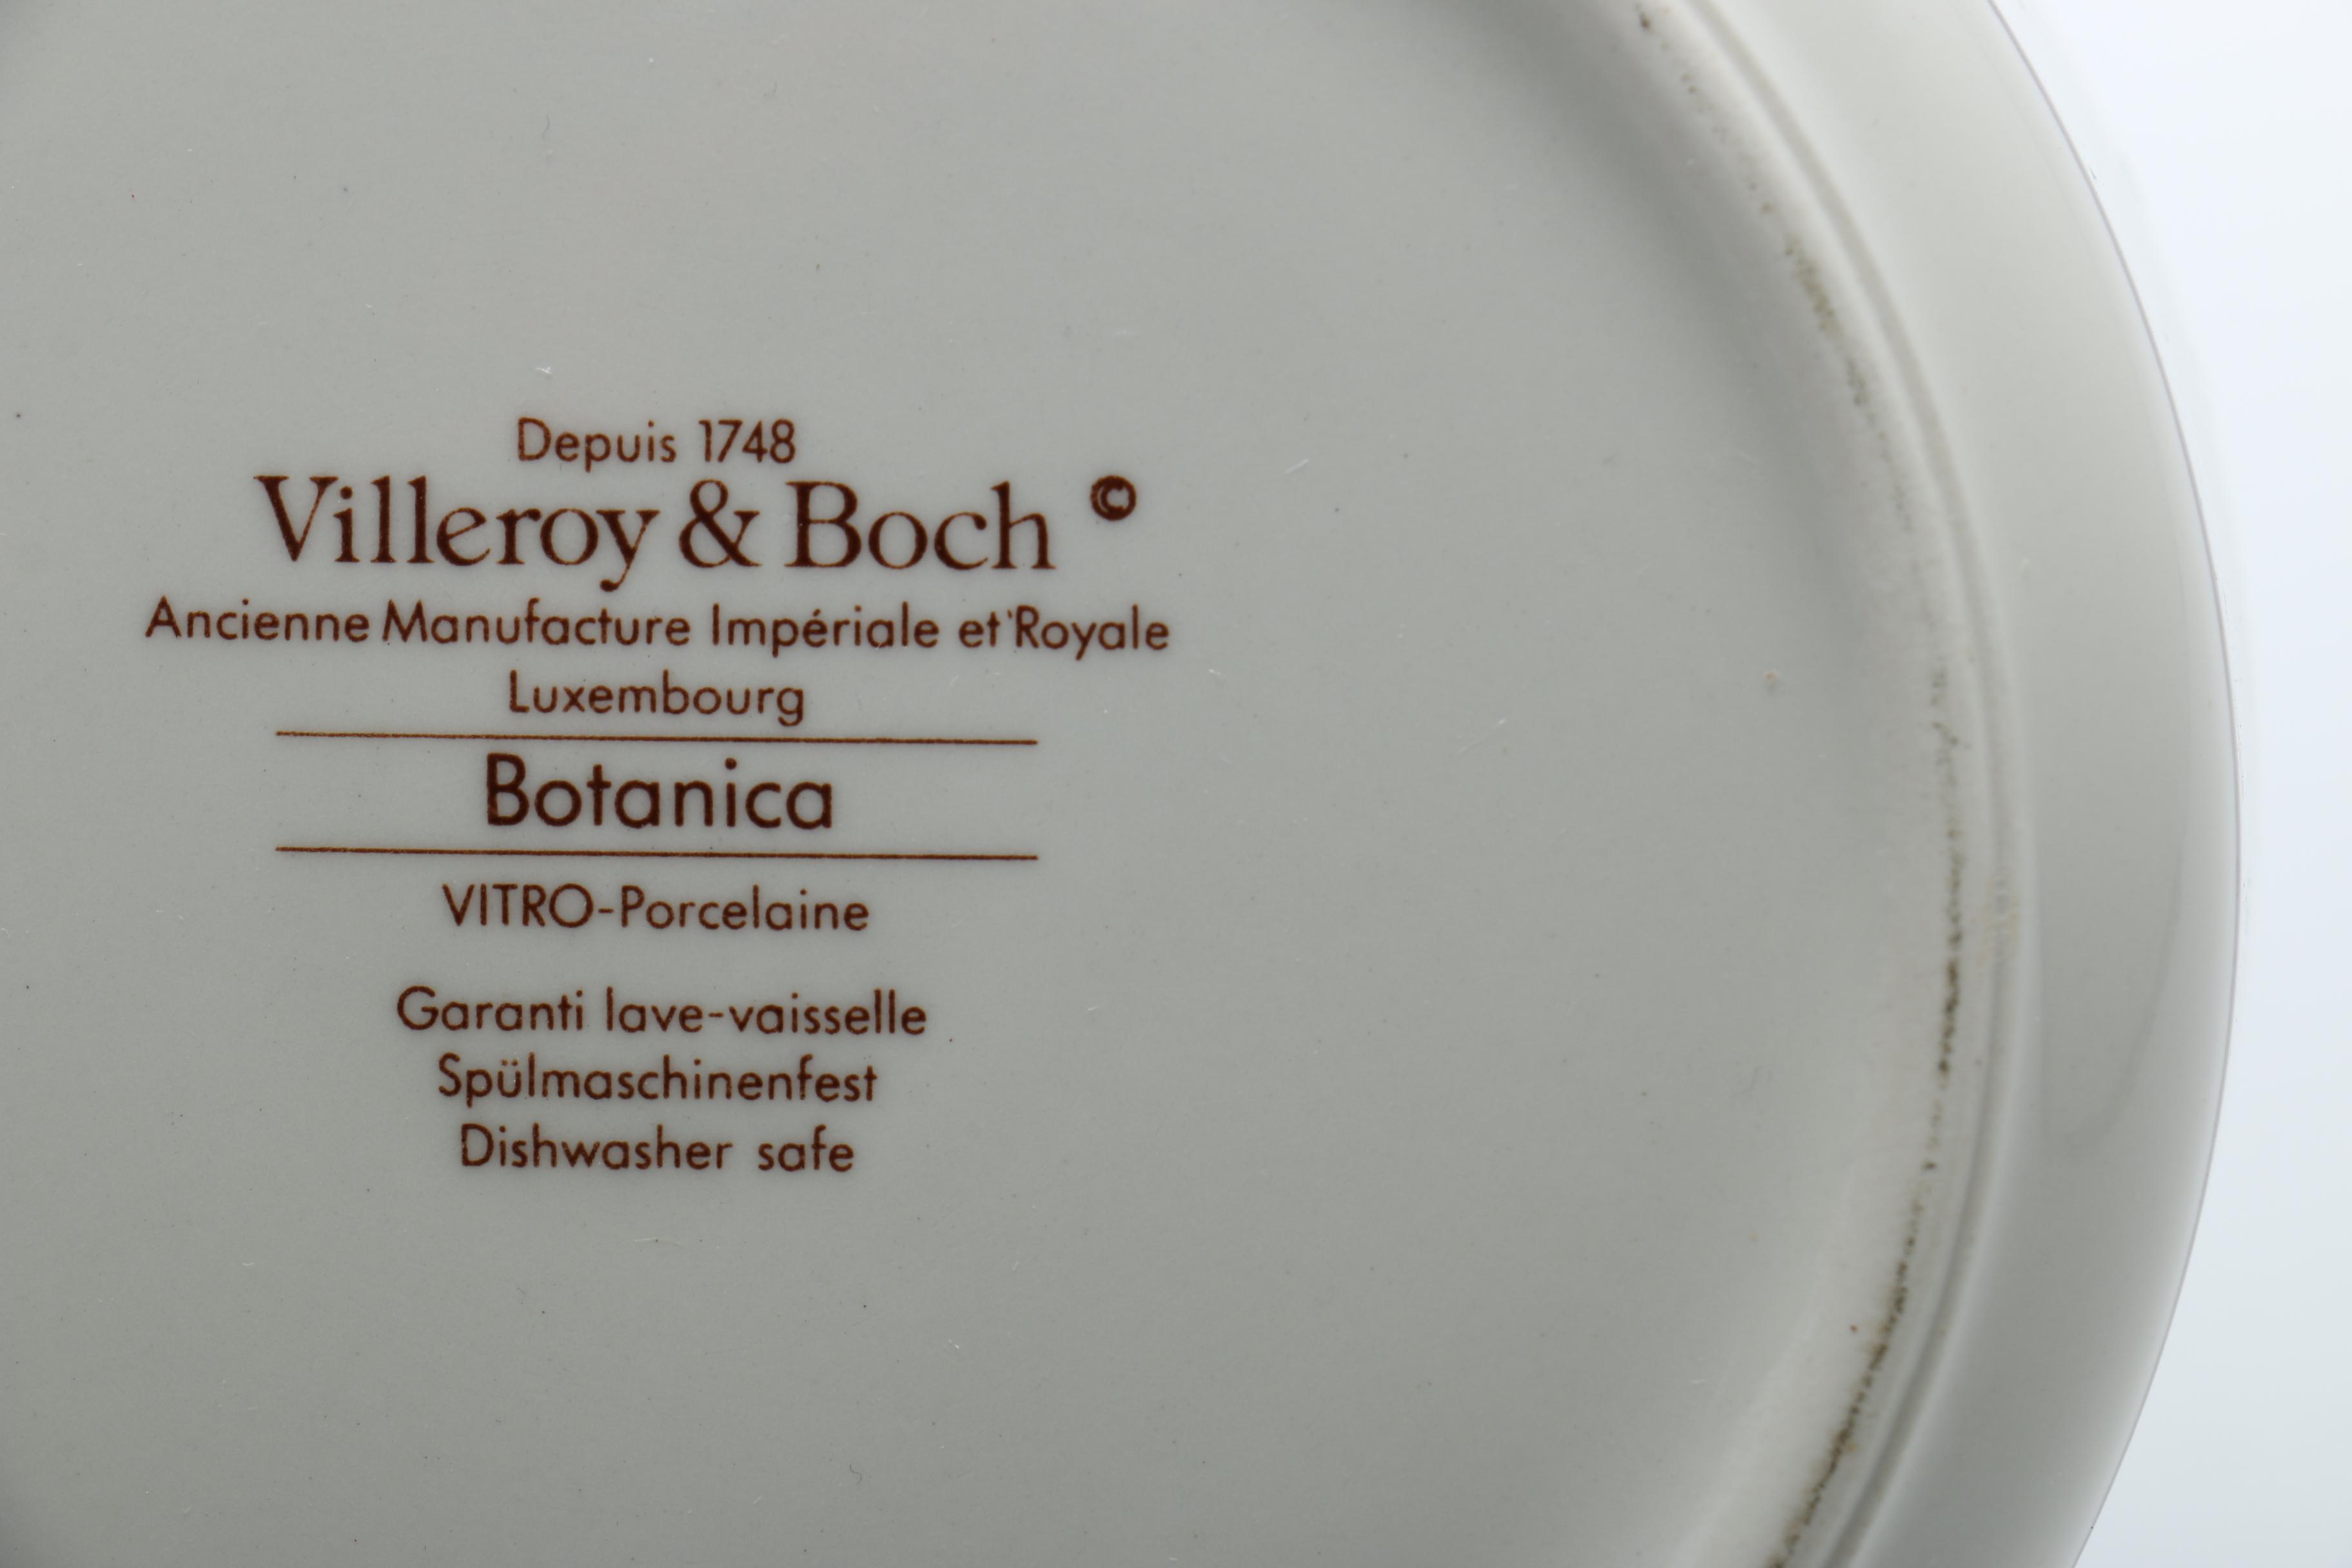 Depuis 1748
Villeroy & Boch ©
Ancienne Manufacture Impériale et Royale
Luxembourg
Botanica
VITRO-Porcelaine
Garanti lave-vaisselle
Spülmaschinenfest
Dishwasher safe